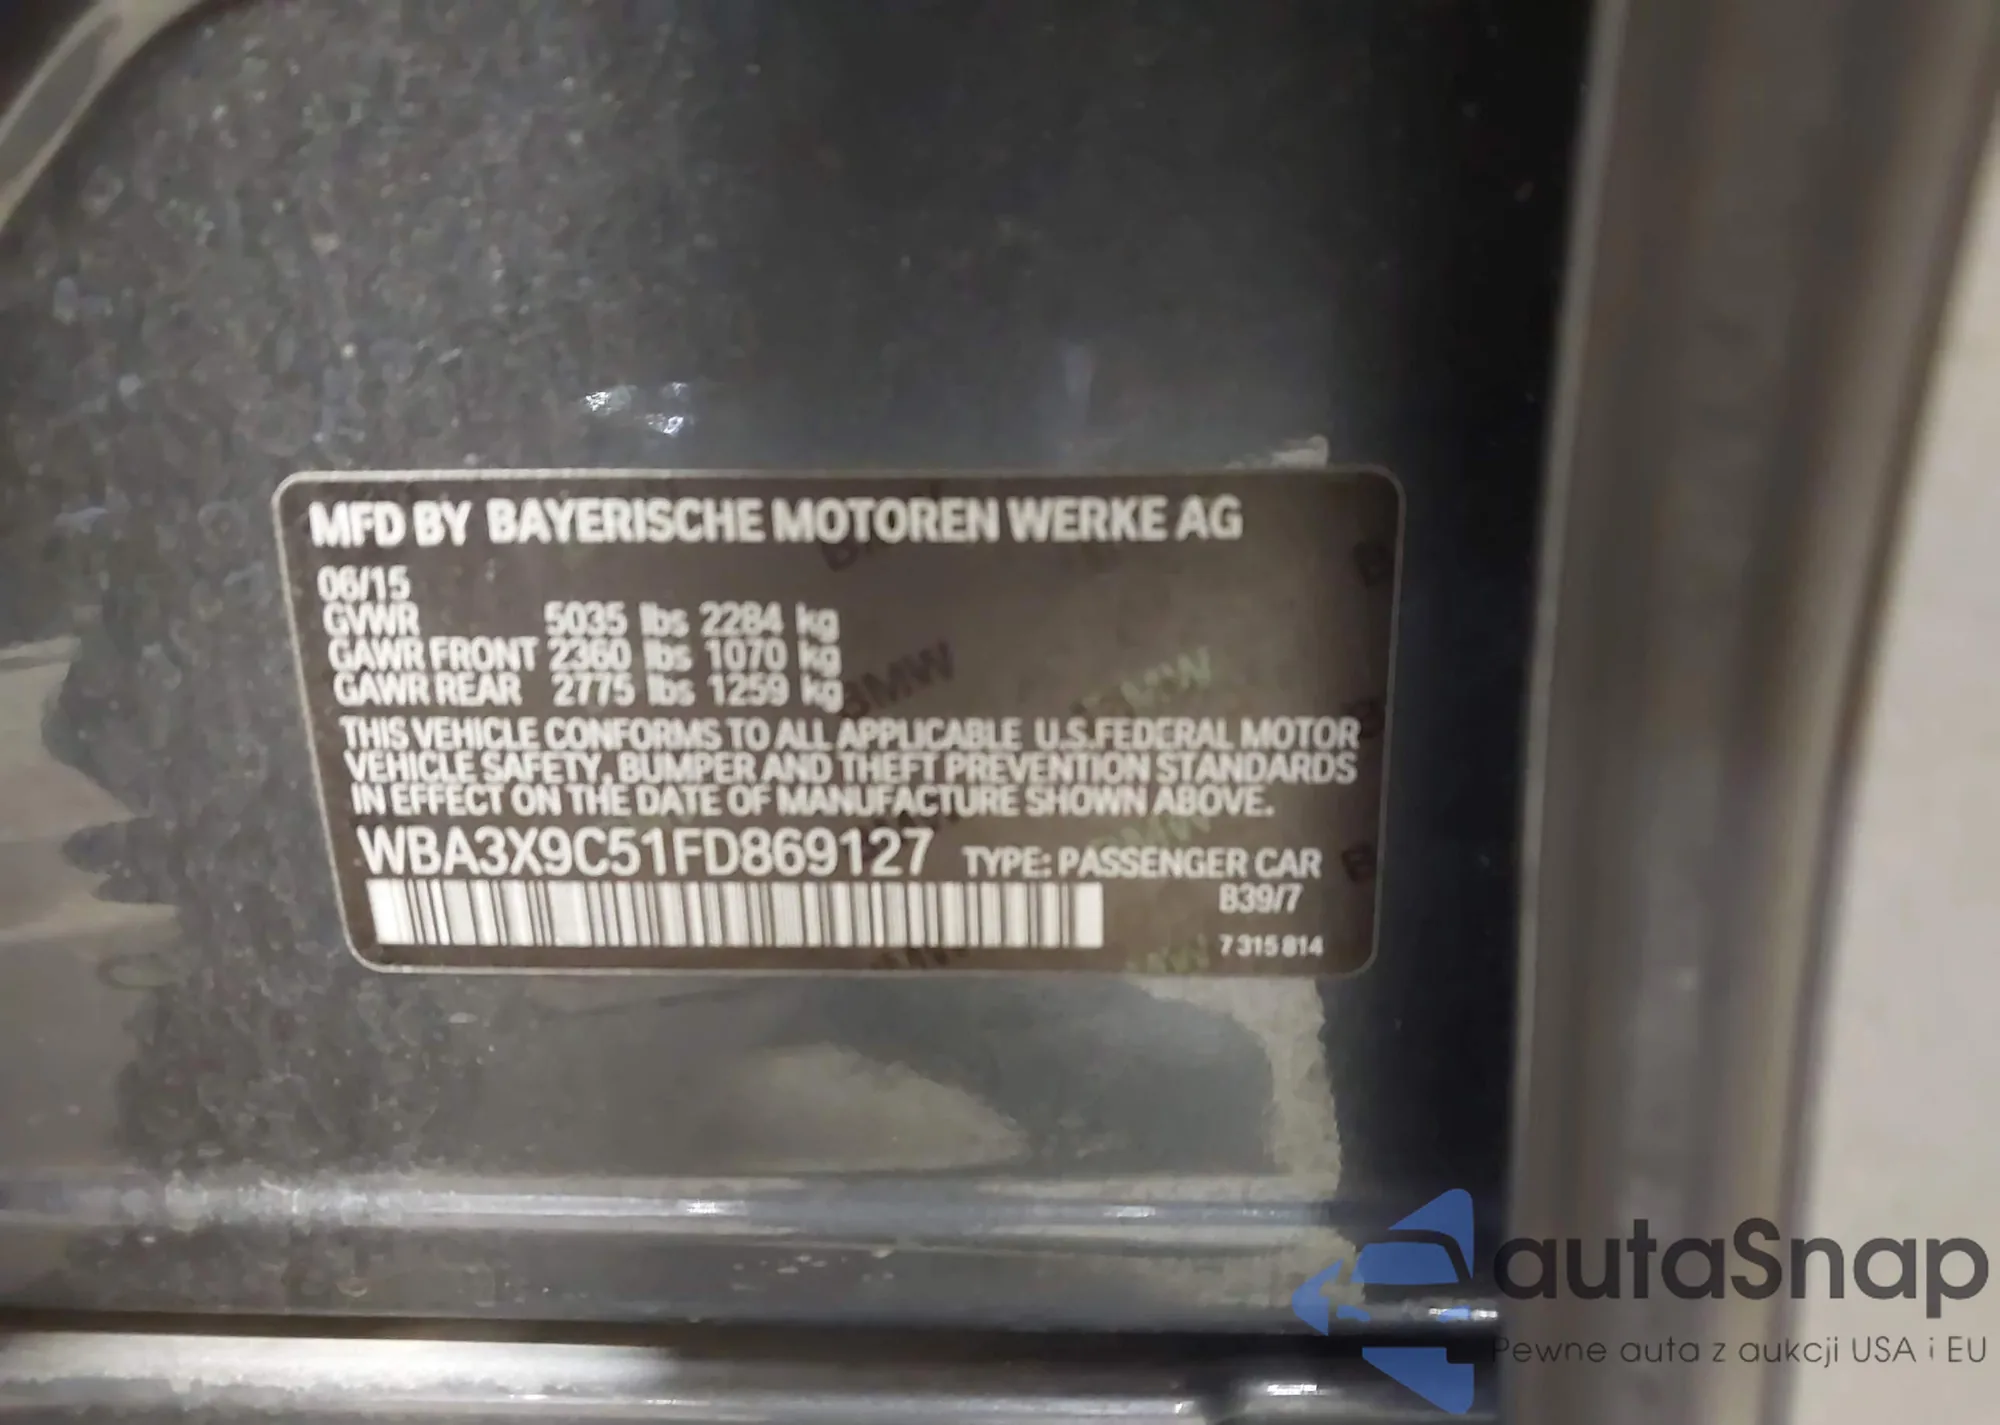 MFD BY BAYERISCHE MOTOREN WERKE AG
06/15
GVWR 5035 lbs 2284 kg
GAWR FRONT 2360 lbs 1070 kg
GAWR REAR 2775 lbs 1259 kg
THIS VEHICLE CONFORMS TO ALL APPLICABLE U.S.FEDERAL MOTOR
VEHICLE SAFETY, BUMPER AND THEFT PREVENTION STANDARDS
IN EFFECT ON THE DATE OF MANUFACTURE SHOWN ABOVE.
WBA3X9C51FD869127 TYPE: PASSENGER CAR
B39/7
7 315 814
BMW
BMW
autaSnap
Pewne auta z aukcji USA i EU